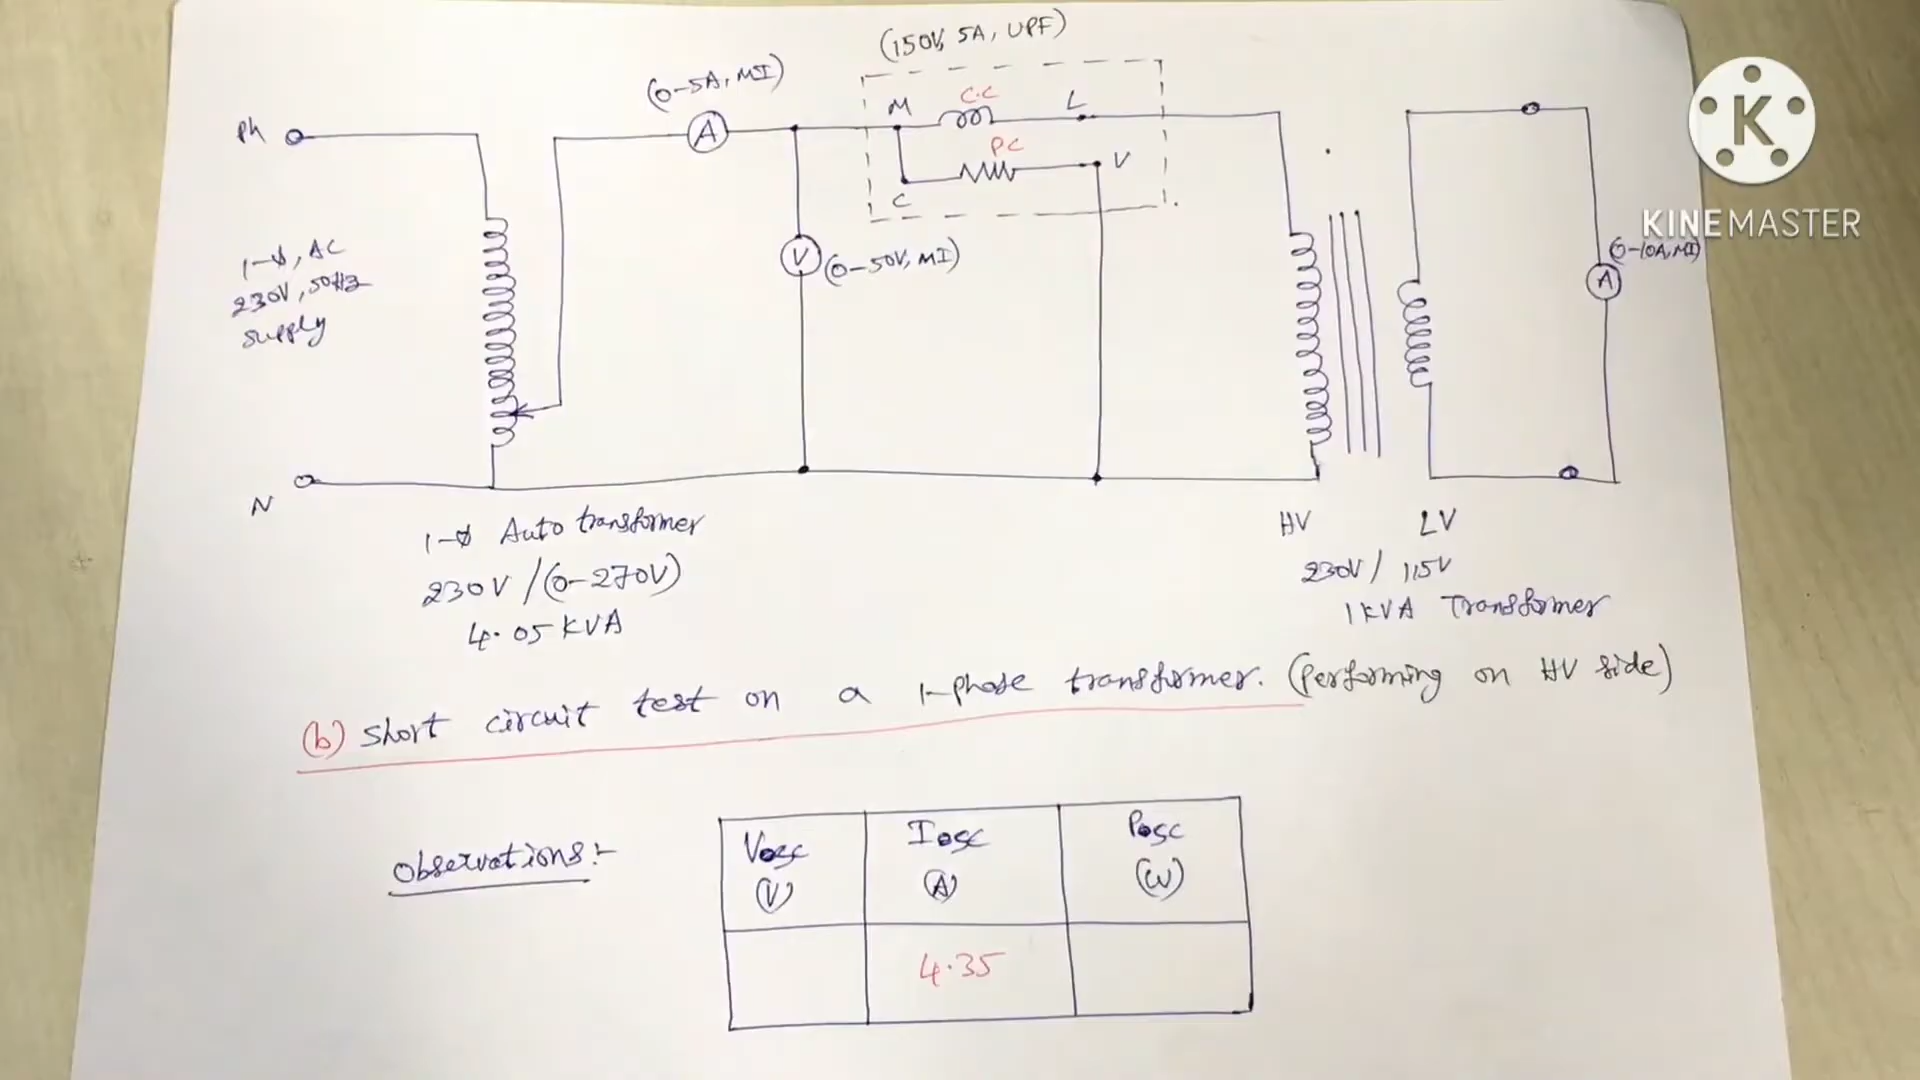 (150V, 5A, UPF)
(0-5A, MI)
M
C.C
L
Ph
A
PC
V
C
K
KINEMASTER
1-ϕ, AC
230V, 50Hz
supply
V
(0-50V, MI)
(0-10A, MI)
A
N
1-ϕ Auto transformer
230V / (0-270V)
4.05 KVA
HV
LV
230V / 115V
1KVA Transformer
(b) Short circuit test on a 1-phase transformer. (Performing on HV side)
Observations:-
Vosc
(V)
Iosc
(A)
Posc
(W)
4.35